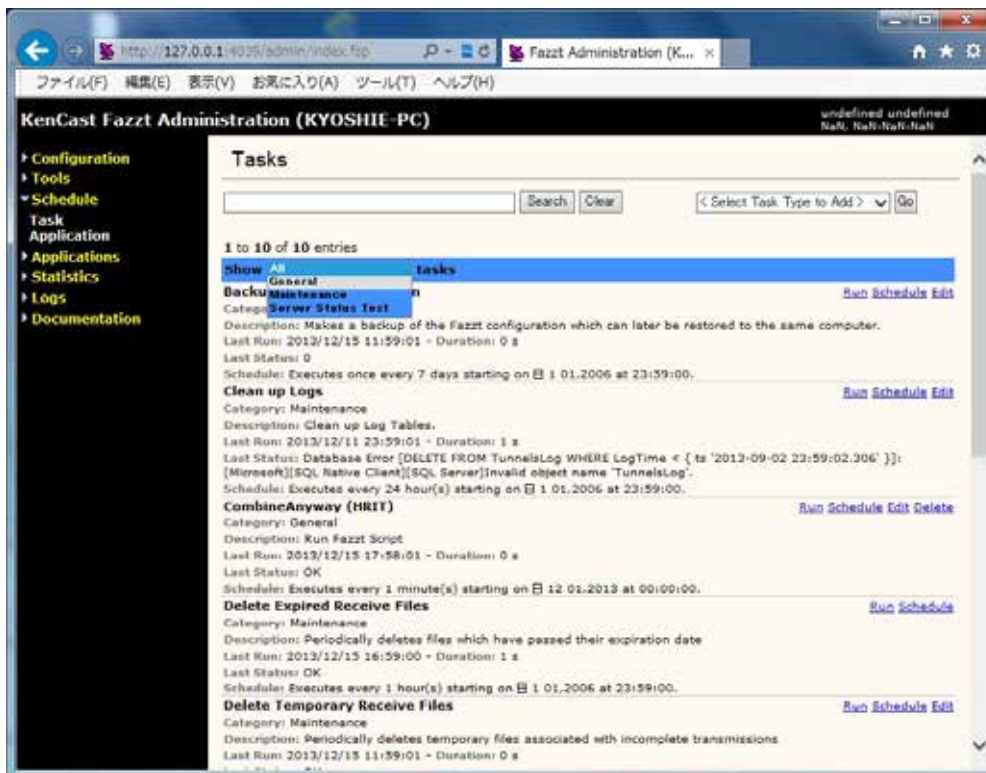 http://127.0.0.1:4039/admin/index.fzp
Fazzt Administration (K...
ファイル(F) 編集(E) 表示(V) お気に入り(A) ツール(T) ヘルプ(H)
KenCast Fazzt Administration (KYOSHIE-PC)
undefined undefined
NaN, NaN:NaN:NaN
Configuration
Tools
Schedule
Task
Application
Applications
Statistics
Logs
Documentation
Tasks
Search Clear
< Select Task Type to Add > Go
1 to 10 of 10 entries
Show All tasks
General
Maintenance
Server Status Test
Backu n
Run Schedule Edit
Catego
Description: Makes a backup of the Fazzt configuration which can later be restored to the same computer.
Last Run: 2013/12/15 11:59:01 - Duration: 0 s
Last Status: 0
Schedule: Executes once every 7 days starting on 日 1 01.2006 at 23:59:00.
Clean up Logs
Run Schedule Edit
Category: Maintenance
Description: Clean up Log Tables.
Last Run: 2013/12/11 23:59:01 - Duration: 1 s
Last Status: Database Error [DELETE FROM TunnelsLog WHERE LogTime < { ts '2013-09-02 23:59:02.306' }]:
[Microsoft][SQL Native Client][SQL Server]Invalid object name 'TunnelsLog'.
Schedule: Executes every 24 hour(s) starting on 日 1 01.2006 at 23:59:00.
CombineAnyway (HRIT)
Run Schedule Edit Delete
Category: General
Description: Run Fazzt Script
Last Run: 2013/12/15 17:58:01 - Duration: 0 s
Last Status: OK
Schedule: Executes every 1 minute(s) starting on 日 12 01.2013 at 00:00:00.
Delete Expired Receive Files
Run Schedule
Category: Maintenance
Description: Periodically deletes files which have passed their expiration date
Last Run: 2013/12/15 16:59:00 - Duration: 1 s
Last Status: OK
Schedule: Executes every 1 hour(s) starting on 日 1 01.2006 at 23:59:00.
Delete Temporary Receive Files
Run Schedule Edit
Category: Maintenance
Description: Periodically deletes temporary files associated with incomplete transmissions
Last Run: 2013/12/15 11:59:01 - Duration: 0 s